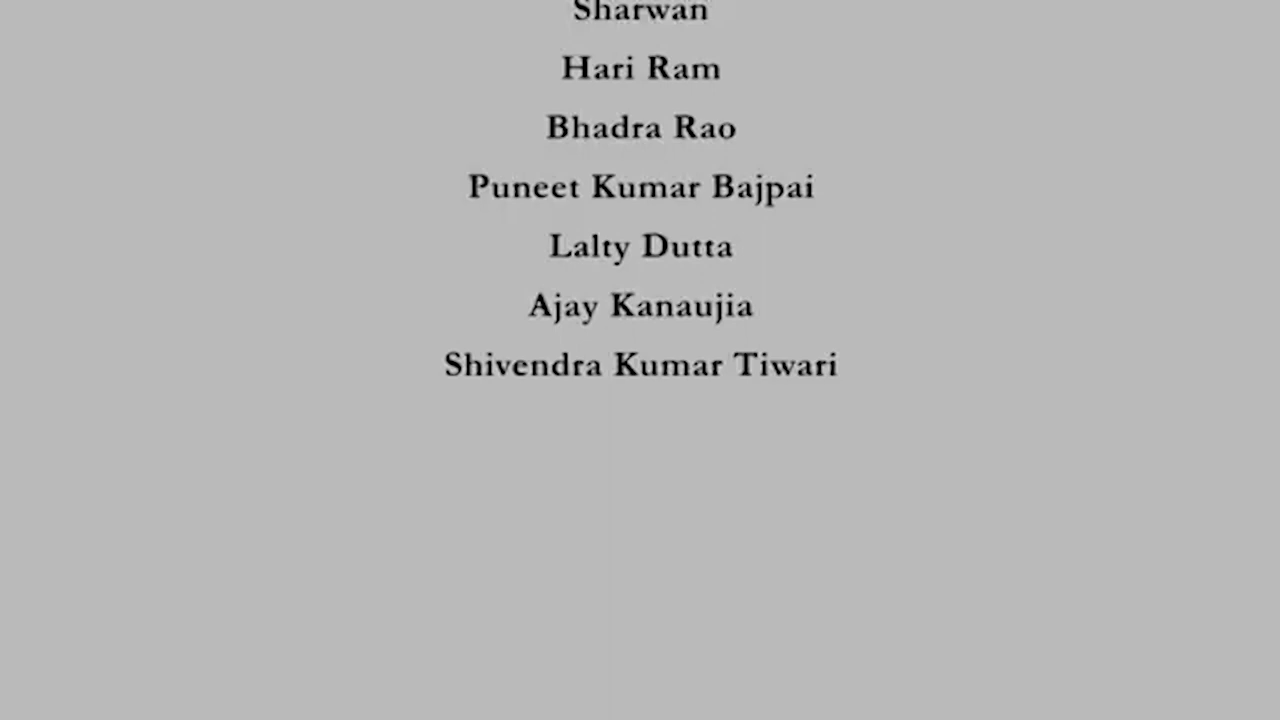 Sharwan
Hari Ram
Bhadra Rao
Puneet Kumar Bajpai
Lalty Dutta
Ajay Kanaujia
Shivendra Kumar Tiwari